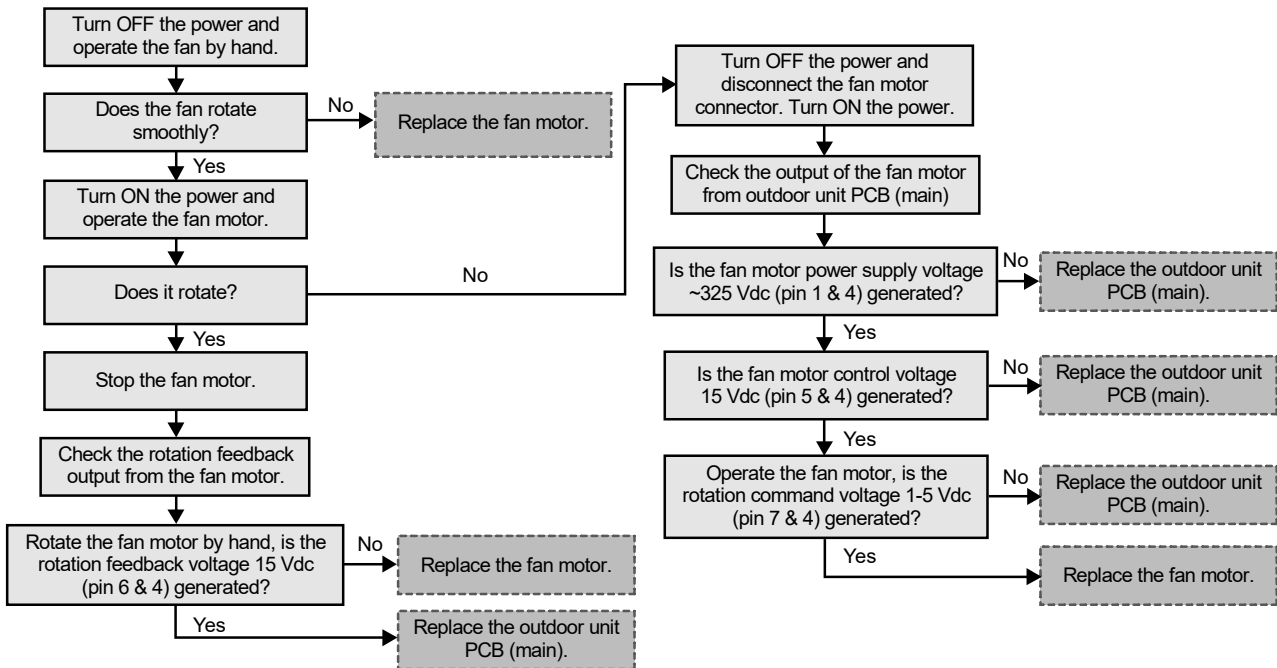 Turn OFF the power and
operate the fan by hand.
Does the fan rotate
smoothly?
No
Replace the fan motor.
Yes
Turn ON the power and
operate the fan motor.
Does it rotate?
No
Yes
Stop the fan motor.
Check the rotation feedback
output from the fan motor.
Rotate the fan motor by hand, is the
rotation feedback voltage 15 Vdc
(pin 6 & 4) generated?
No
Replace the fan motor.
Yes
Replace the outdoor unit
PCB (main).
Turn OFF the power and
disconnect the fan motor
connector. Turn ON the power.
Check the output of the fan motor
from outdoor unit PCB (main)
Is the fan motor power supply voltage
~325 Vdc (pin 1 & 4) generated?
No
Replace the outdoor unit
PCB (main).
Yes
Is the fan motor control voltage
15 Vdc (pin 5 & 4) generated?
No
Replace the outdoor unit
PCB (main).
Yes
Operate the fan motor, is the
rotation command voltage 1-5 Vdc
(pin 7 & 4) generated?
No
Replace the outdoor unit
PCB (main).
Yes
Replace the fan motor.